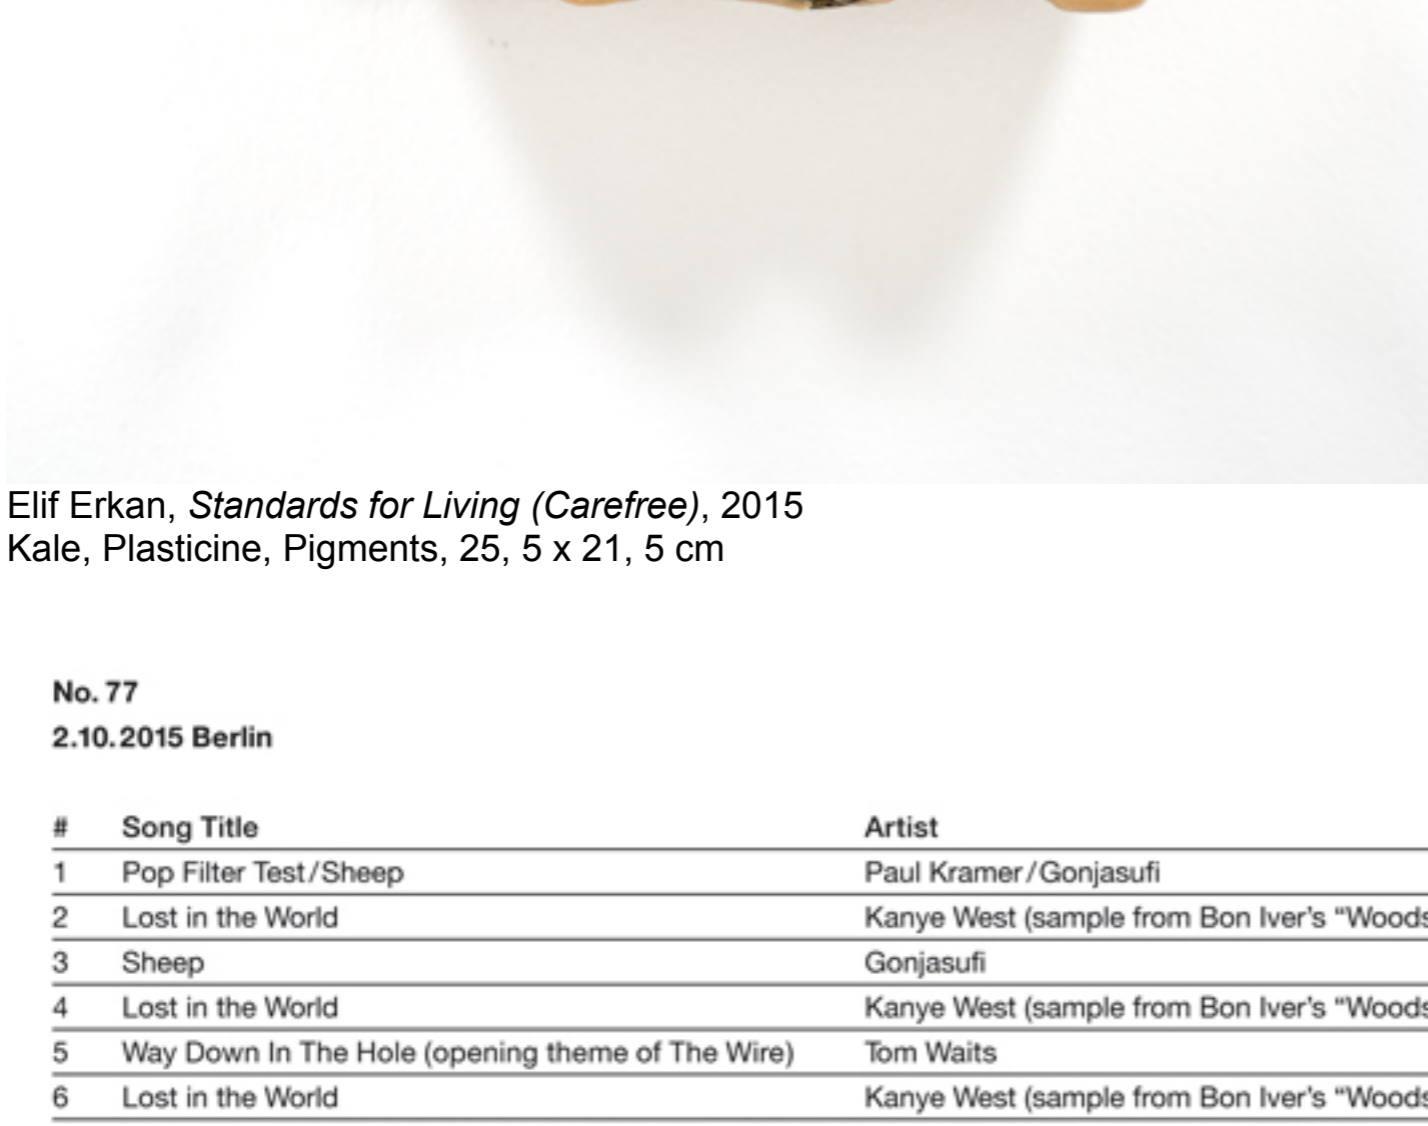 Elif Erkan, Standards for Living (Carefree), 2015
Kale, Plasticine, Pigments, 25, 5 x 21, 5 cm
No. 77
2.10.2015 Berlin
# Song Title Artist
1 Pop Filter Test/Sheep Paul Kramer/Gonjasufi
2 Lost in the World Kanye West (sample from Bon Iver's “Woods
3 Sheep Gonjasufi
4 Lost in the World Kanye West (sample from Bon Iver's “Woods
5 Way Down In The Hole (opening theme of The Wire) Tom Waits
6 Lost in the World Kanye West (sample from Bon Iver's “Woods